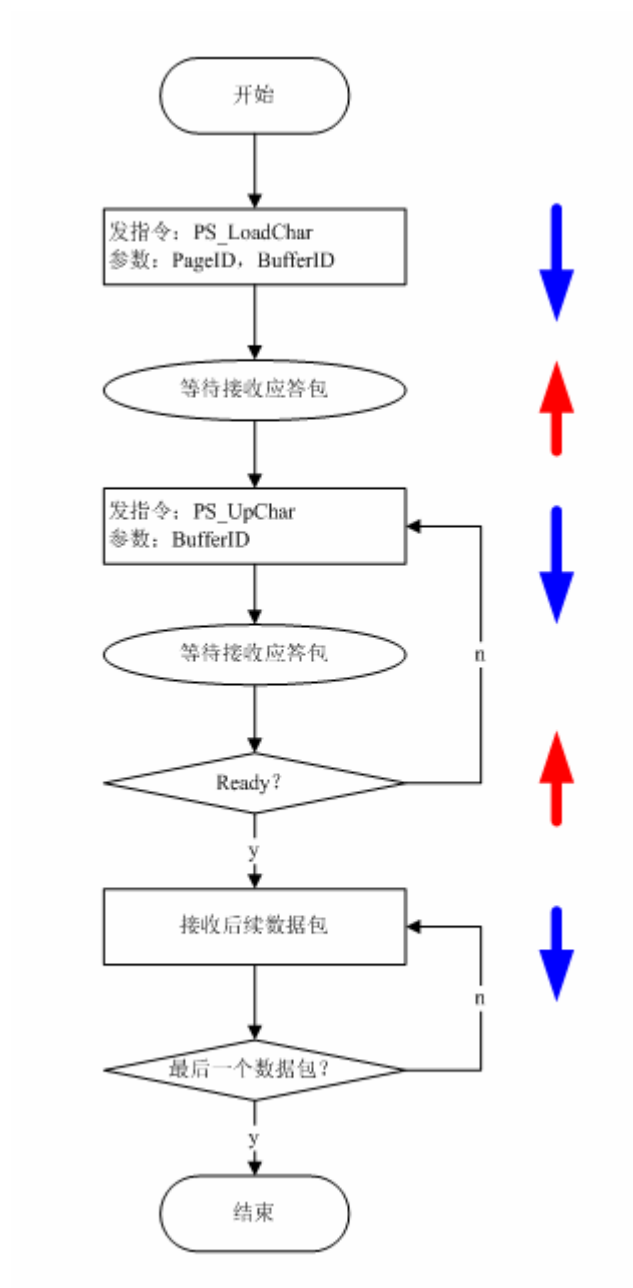 开始
发指令：PS_LoadChar
参数：PageID，BufferID
等待接收应答包
发指令：PS_UpChar
参数：BufferID
等待接收应答包
n
Ready？
y
接收后续数据包
n
最后一个数据包？
y
结束